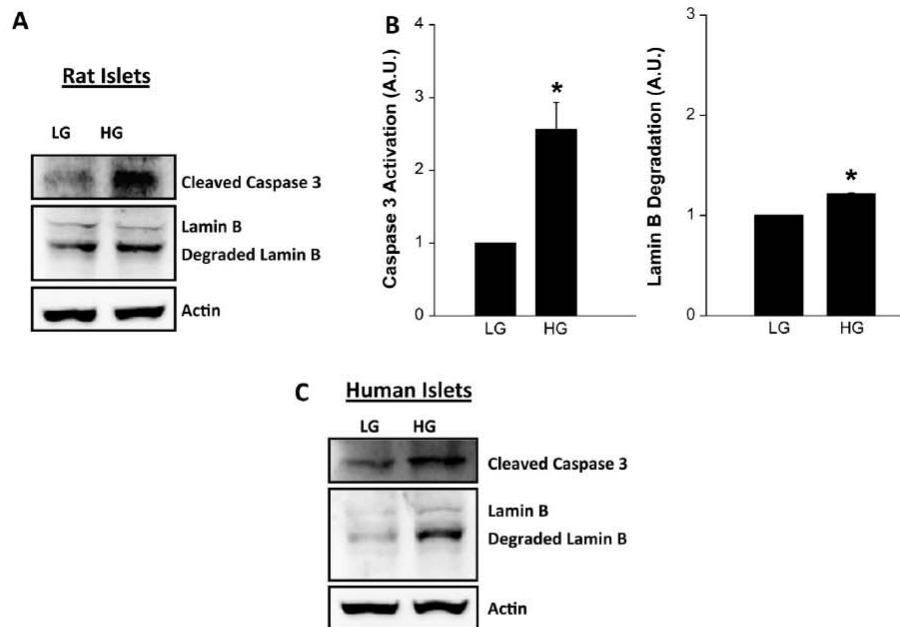 A
Rat Islets
LG HG
Cleaved Caspase 3
Lamin B
Degraded Lamin B
Actin
B
Caspase 3 Activation (A.U.)
4
3
2
1
0
*
LG HG
Lamin B Degradation (A.U.)
3
2
1
0
*
LG HG
C
Human Islets
LG HG
Cleaved Caspase 3
Lamin B
Degraded Lamin B
Actin